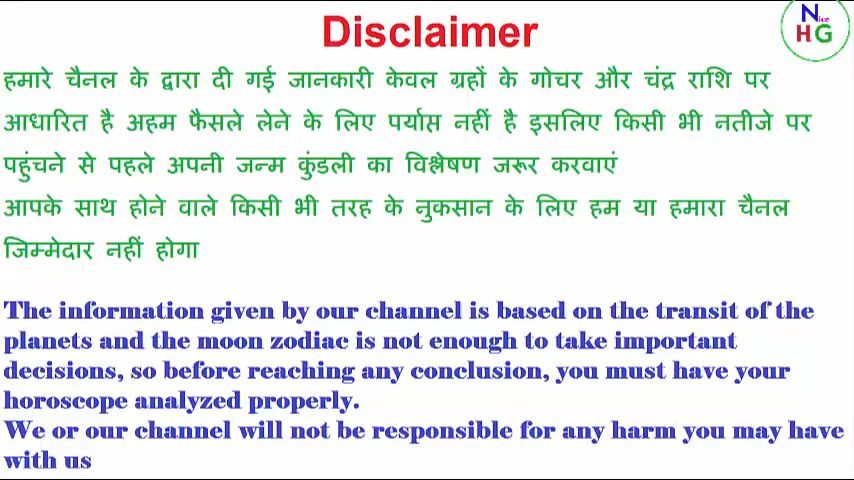 Disclaimer
Nice
HG
हमारे चैनल के द्वारा दी गई जानकारी केवल ग्रहों के गोचर और चंद्र राशि पर
आधारित है अहम फैसले लेने के लिए पर्याप्त नहीं है इसलिए किसी भी नतीजे पर
पहुंचने से पहले अपनी जन्म कुंडली का विश्लेषण जरूर करवाएं
आपके साथ होने वाले किसी भी तरह के नुकसान के लिए हम या हमारा चैनल
जिम्मेदार नहीं होगा
The information given by our channel is based on the transit of the
planets and the moon zodiac is not enough to take important
decisions, so before reaching any conclusion, you must have your
horoscope analyzed properly.
We or our channel will not be responsible for any harm you may have
with us